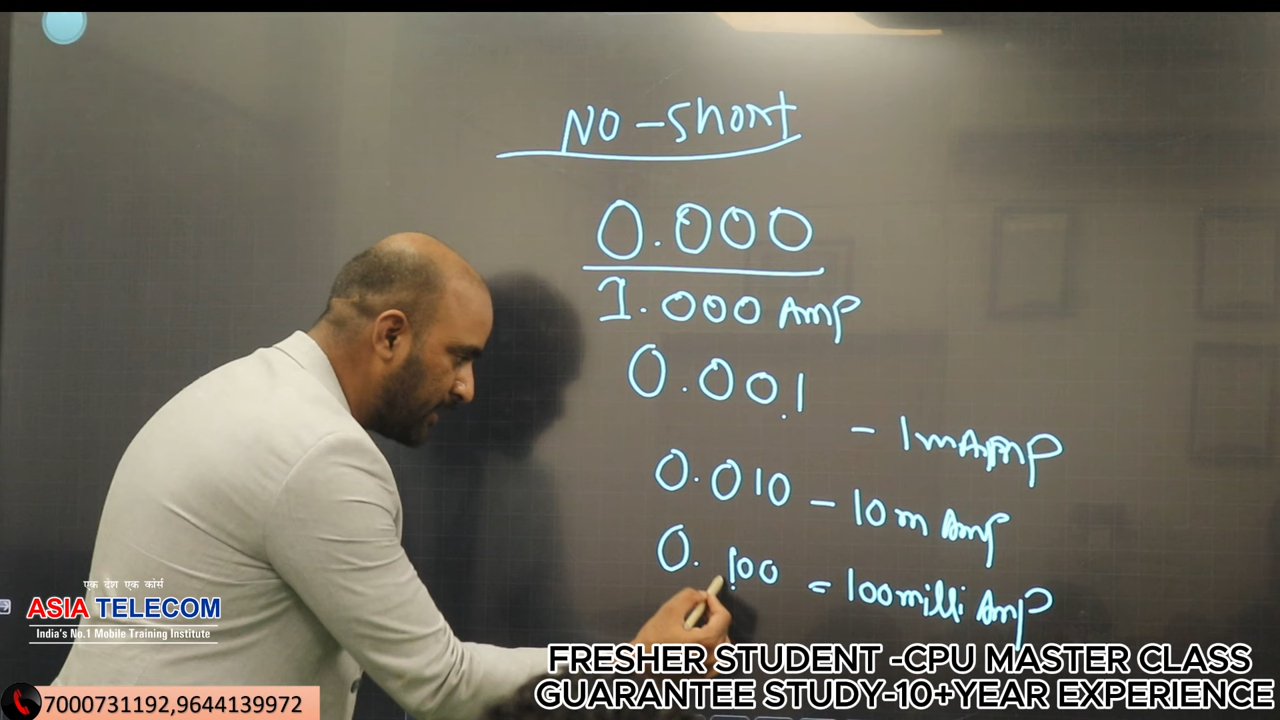 NO - Short
0.000
1.000 Amp
0.001
- 1mAmp
0.010 - 10m Amp
0.100 = 100milli Amp
एक देश एक कोर्स
ASIA TELECOM
India's No.1 Mobile Training Institute
7000731192,9644139972
FRESHER STUDENT -CPU MASTER CLASS
GUARANTEE STUDY-10+YEAR EXPERIENCE